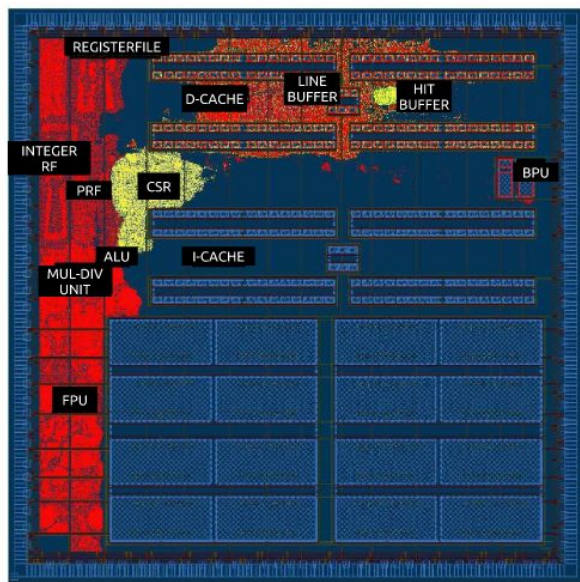 REGISTERFILE
D-CACHE
LINE
BUFFER
HIT
BUFFER
INTEGER
RF
PRF
CSR
BPU
ALU
I-CACHE
MUL-DIV
UNIT
FPU